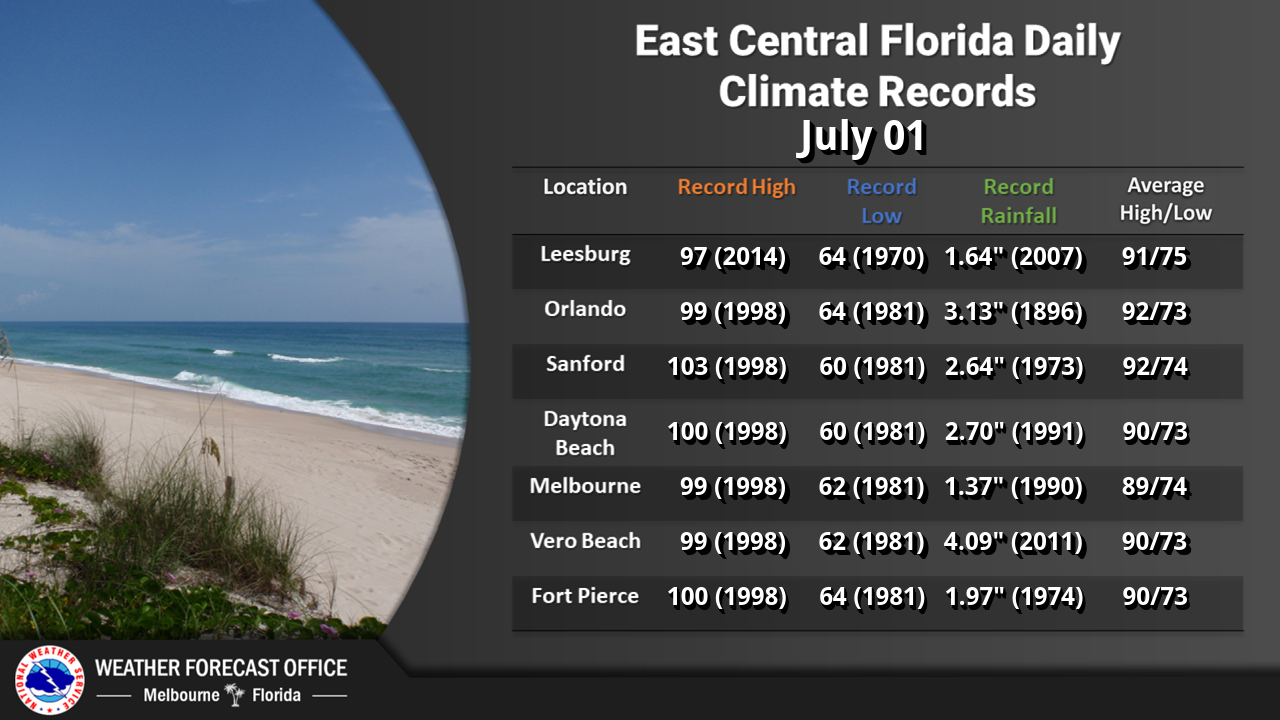 East Central Florida Daily
Climate Records
July 01
Location Record High Record Low Record Rainfall Average High/Low
Leesburg 97 (2014) 64 (1970) 1.64" (2007) 91/75
Orlando 99 (1998) 64 (1981) 3.13" (1896) 92/73
Sanford 103 (1998) 60 (1981) 2.64" (1973) 92/74
Daytona Beach 100 (1998) 60 (1981) 2.70" (1991) 90/73
Melbourne 99 (1998) 62 (1981) 1.37" (1990) 89/74
Vero Beach 99 (1998) 62 (1981) 4.09" (2011) 90/73
Fort Pierce 100 (1998) 64 (1981) 1.97" (1974) 90/73
NATIONAL WEATHER SERVICE
WEATHER FORECAST OFFICE
Melbourne Florida